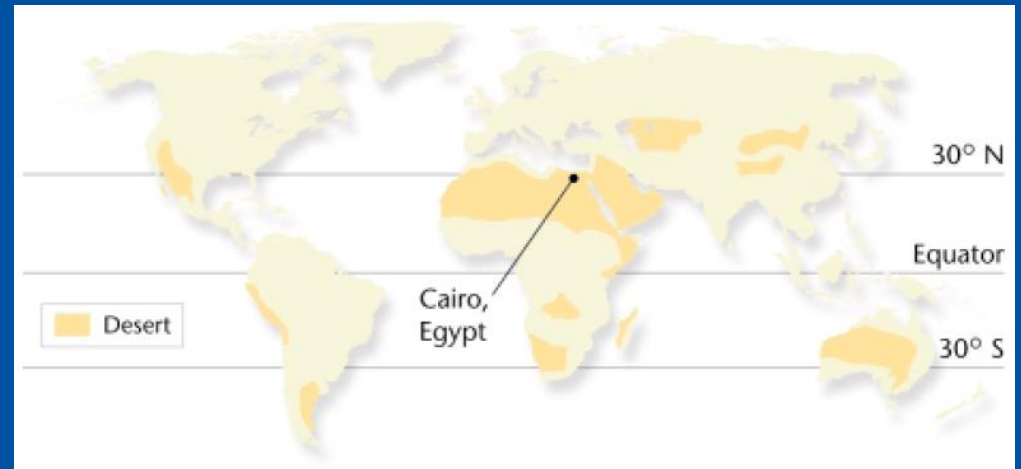 30° N
Equator
Cairo,
Egypt
Desert
30° S